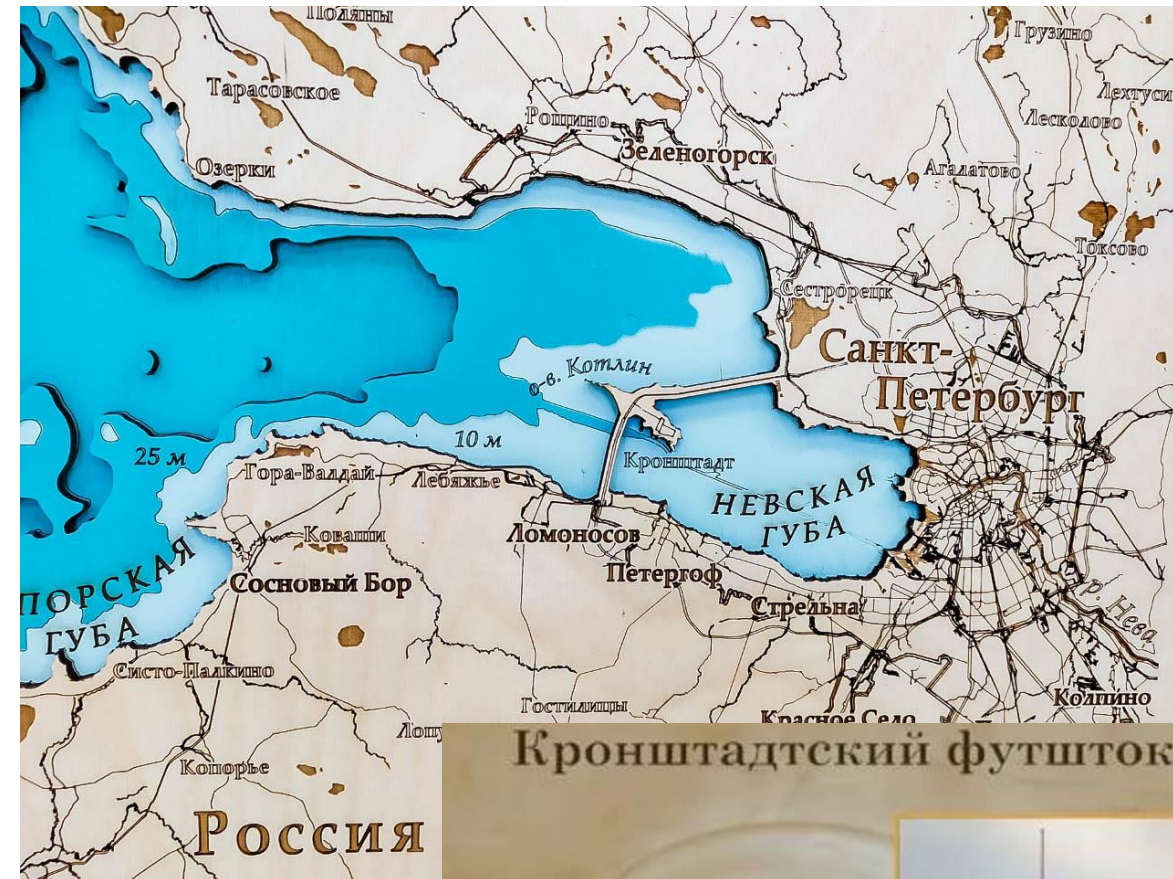 Поляны
Грузино
Тарасовское
Рощино
Лесколово
Зеленогорск
Озерки
Агалатово
Токсово
Сестрорецк
Санкт-
Петербург
о-в. Котлин
25 м
10 м
Гора-Валдай
Лебяжье
Кронштадт
НЕВСКАЯ
ГУБА
Коваши
Ломоносов
Петергоф
ПОРСКАЯ
ГУБА
Сосновый Бор
Стрельна
р. Нева
Систо-Палкино
Гостилицы
Колпино
Красное Село
Копорье
Россия
Кронштадтский футшток